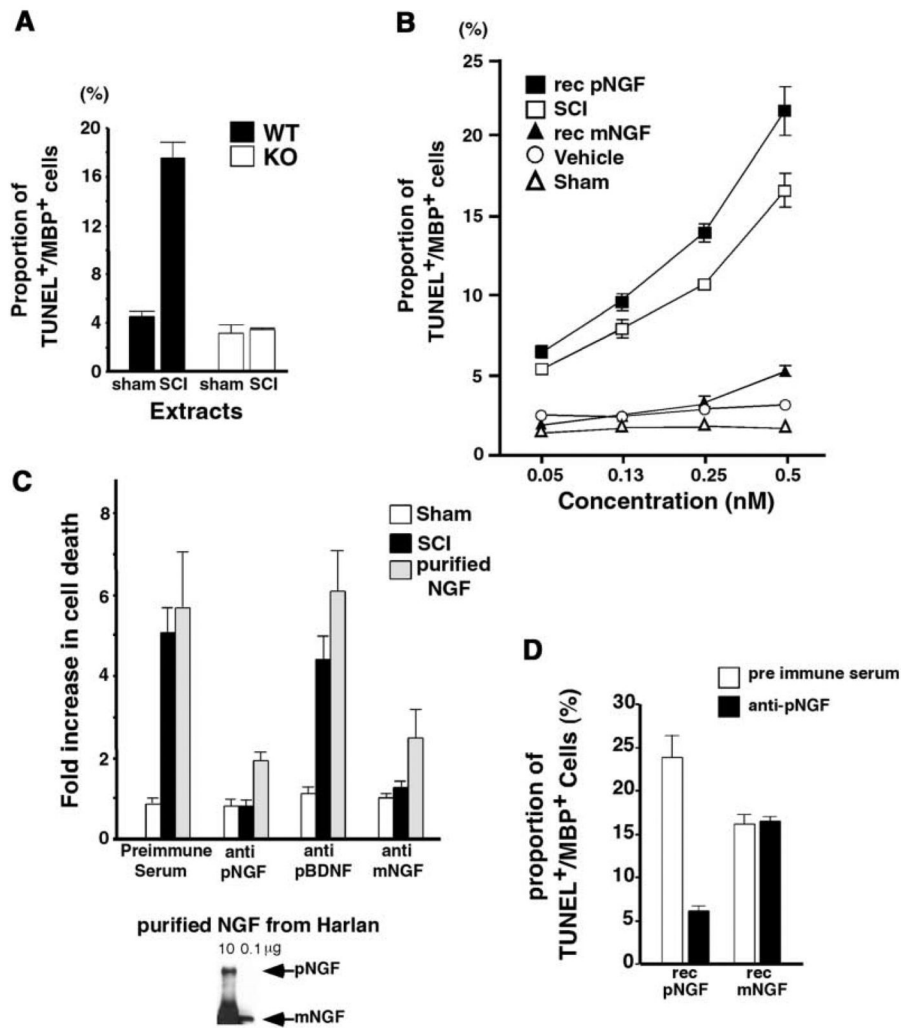 A
(%)
20
16
12
8
4
0
Proportion of
TUNEL+/MBP+ cells
WT
KO
sham SCI sham SCI
Extracts
B
(%)
25
20
15
10
5
0
Proportion of
TUNEL+/MBP+ cells
rec pNGF
SCI
rec mNGF
Vehicle
Sham
0.05 0.13 0.25 0.5
Concentration (nM)
C
8
6
4
2
0
Fold increase in cell death
Sham
SCI
purified
NGF
Preimmune anti anti anti
Serum pNGF pBDNF mNGF
purified NGF from Harlan
10 0.1 µg
pNGF
mNGF
D
30
25
20
15
10
5
0
proportion of
TUNEL+/MBP+ Cells (%)
pre immune serum
anti-pNGF
rec rec
pNGF mNGF